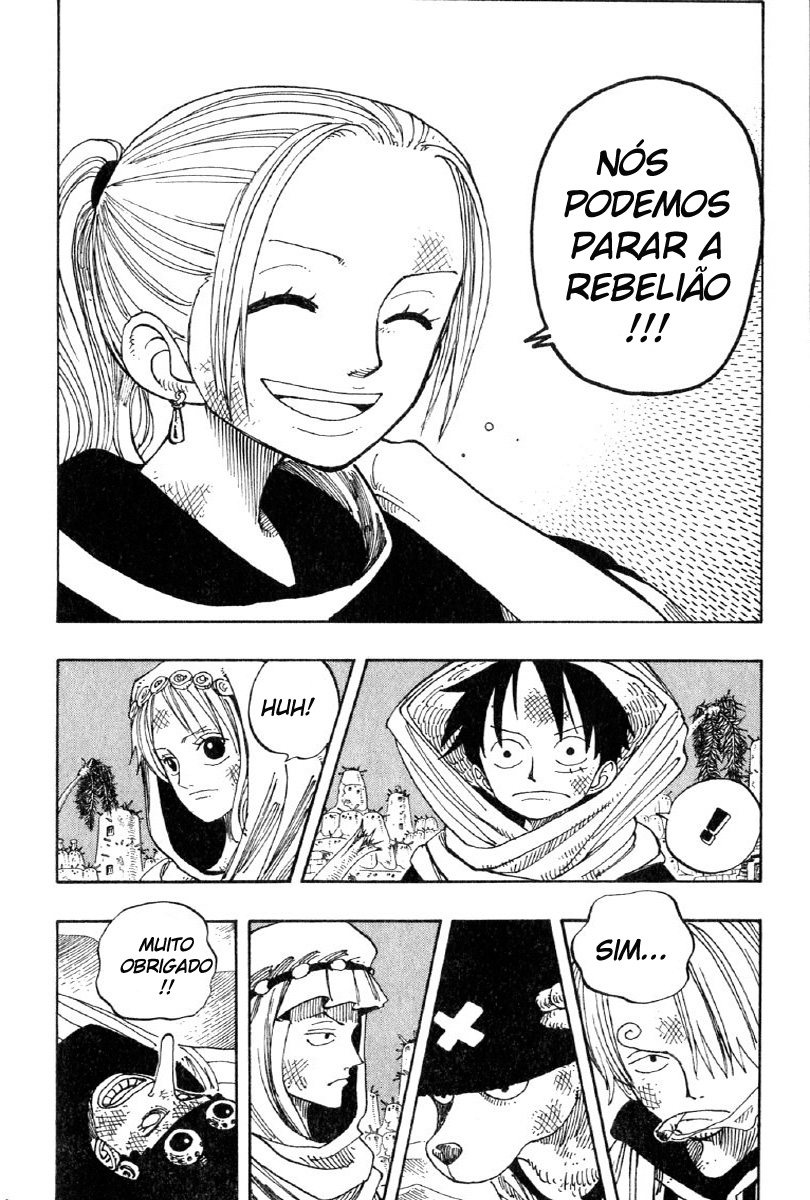 NÓS
PODEMOS
PARAR A
REBELIÃO
!!!
!!
HUH!
SIM...
MUITO
OBRIGADO
!!